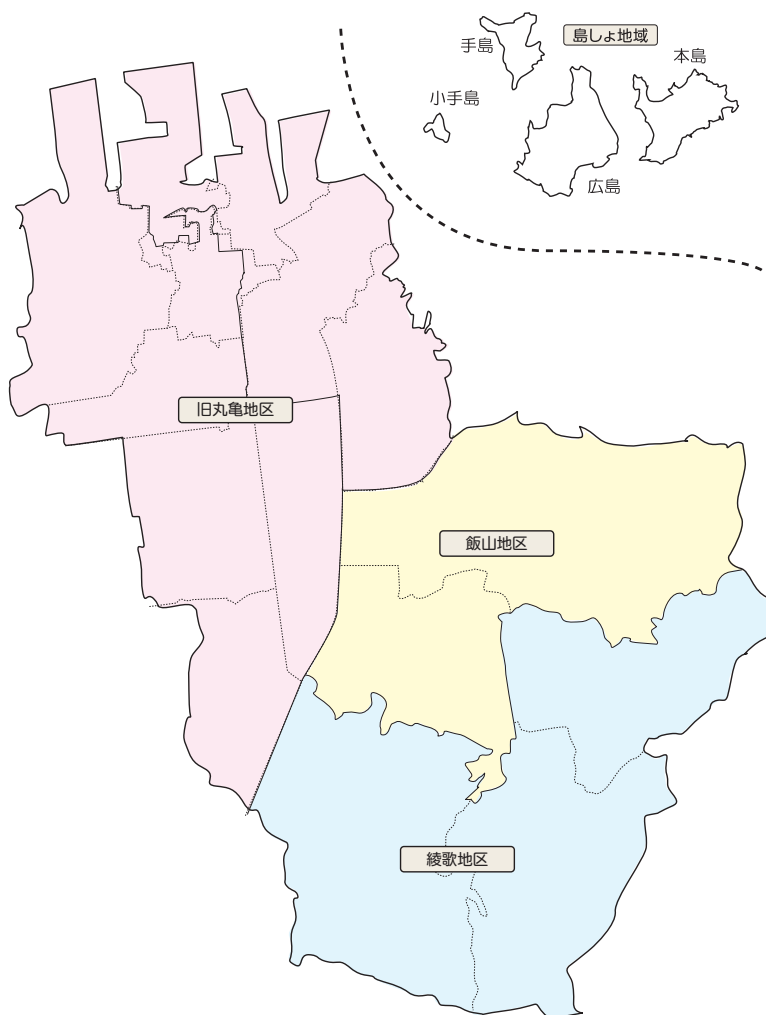 手島
島しょ地域
本島
小手島
広島
旧丸亀地区
飯山地区
綾歌地区